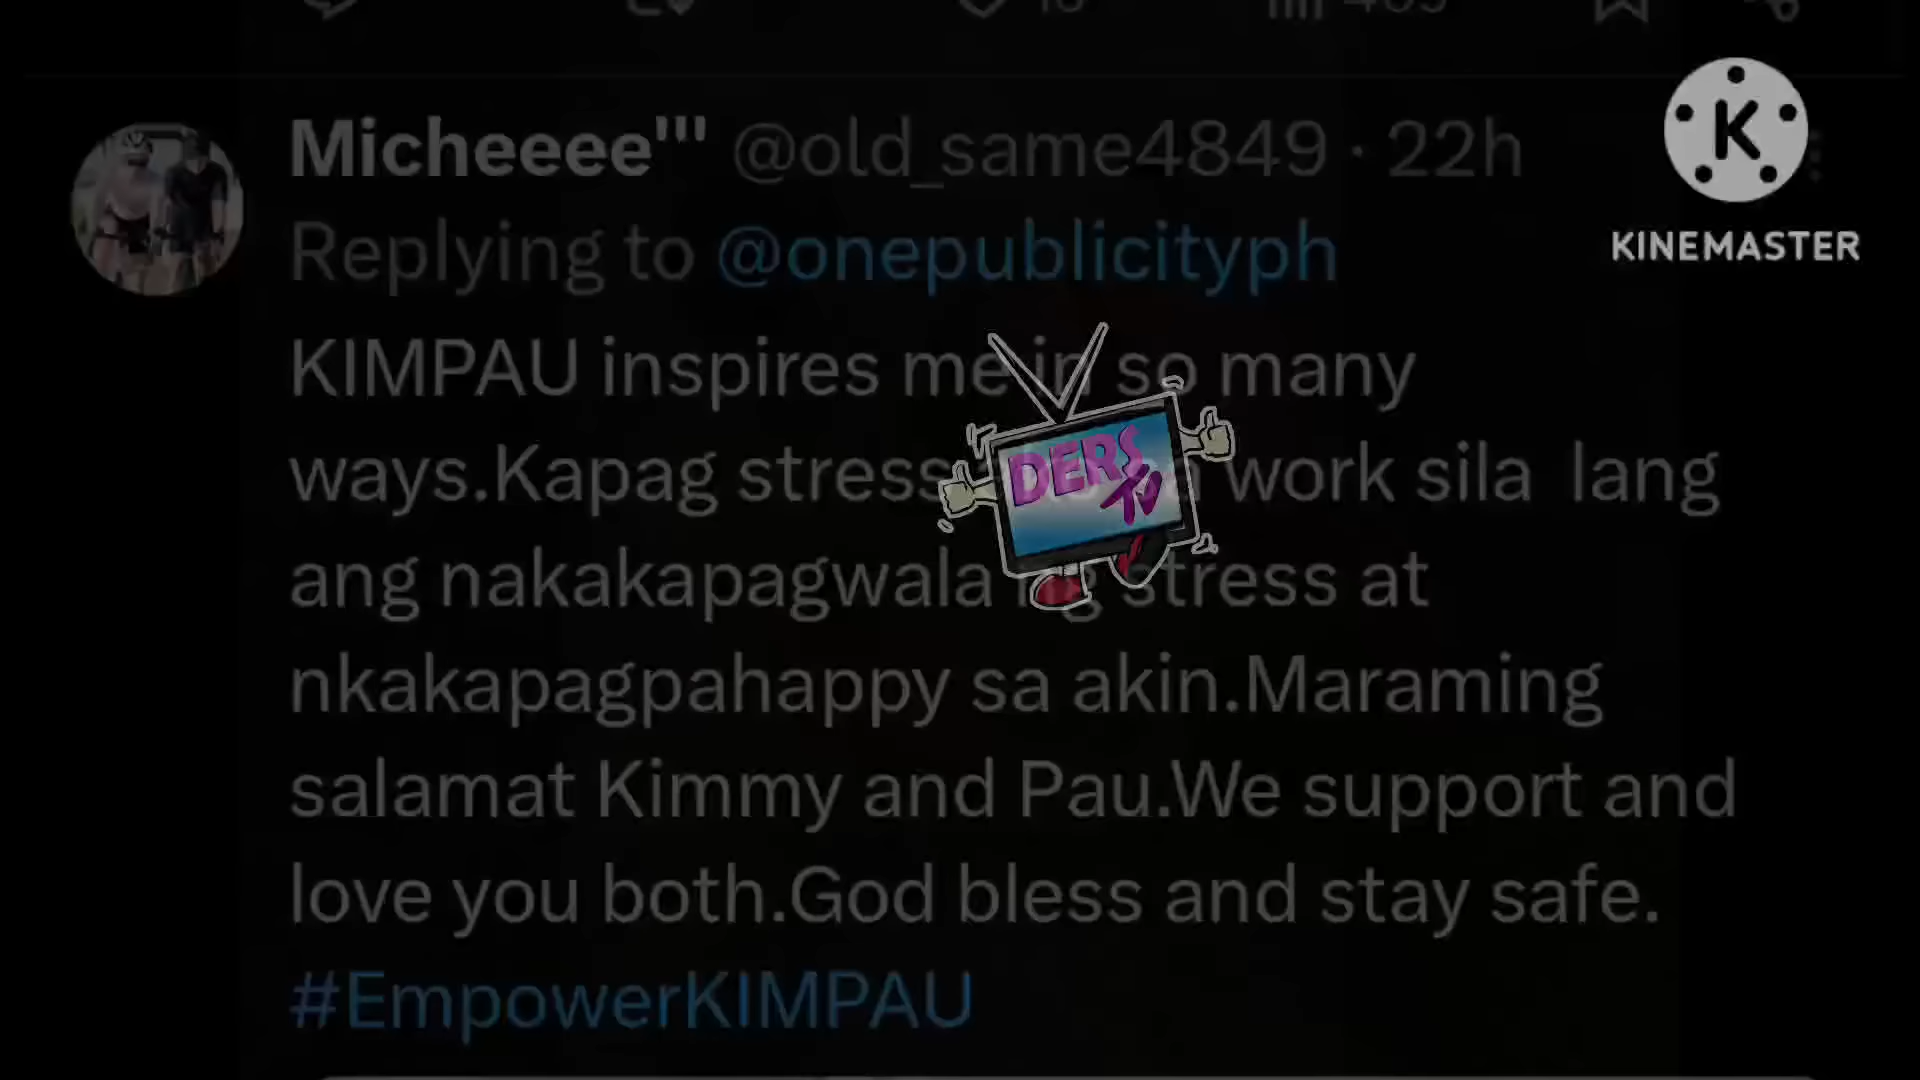 Micheeee''' @old_same4849 · 22h
KINEMASTER
Replying to @onepublicityph
KIMPAU inspires me in so many
ways.Kapag stress work sila lang
DERS TV
ang nakakapagwala ng stress at
nkakapagpahappy sa akin.Maraming
salamat Kimmy and Pau.We support and
love you both.God bless and stay safe.
#EmpowerKIMPAU